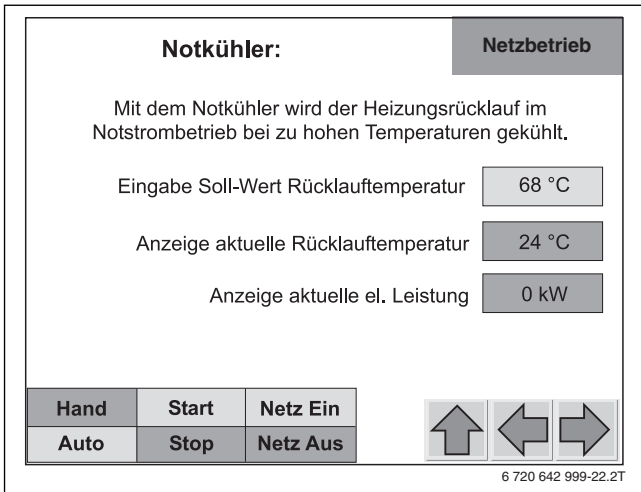 Notkühler:
Netzbetrieb
Mit dem Notkühler wird der Heizungsrücklauf im
Notstrombetrieb bei zu hohen Temperaturen gekühlt.
Eingabe Soll-Wert Rücklauftemperatur 68 °C
Anzeige aktuelle Rücklauftemperatur 24 °C
Anzeige aktuelle el. Leistung 0 kW
Hand Start Netz Ein
Auto Stop Netz Aus
6 720 642 999-22.2T